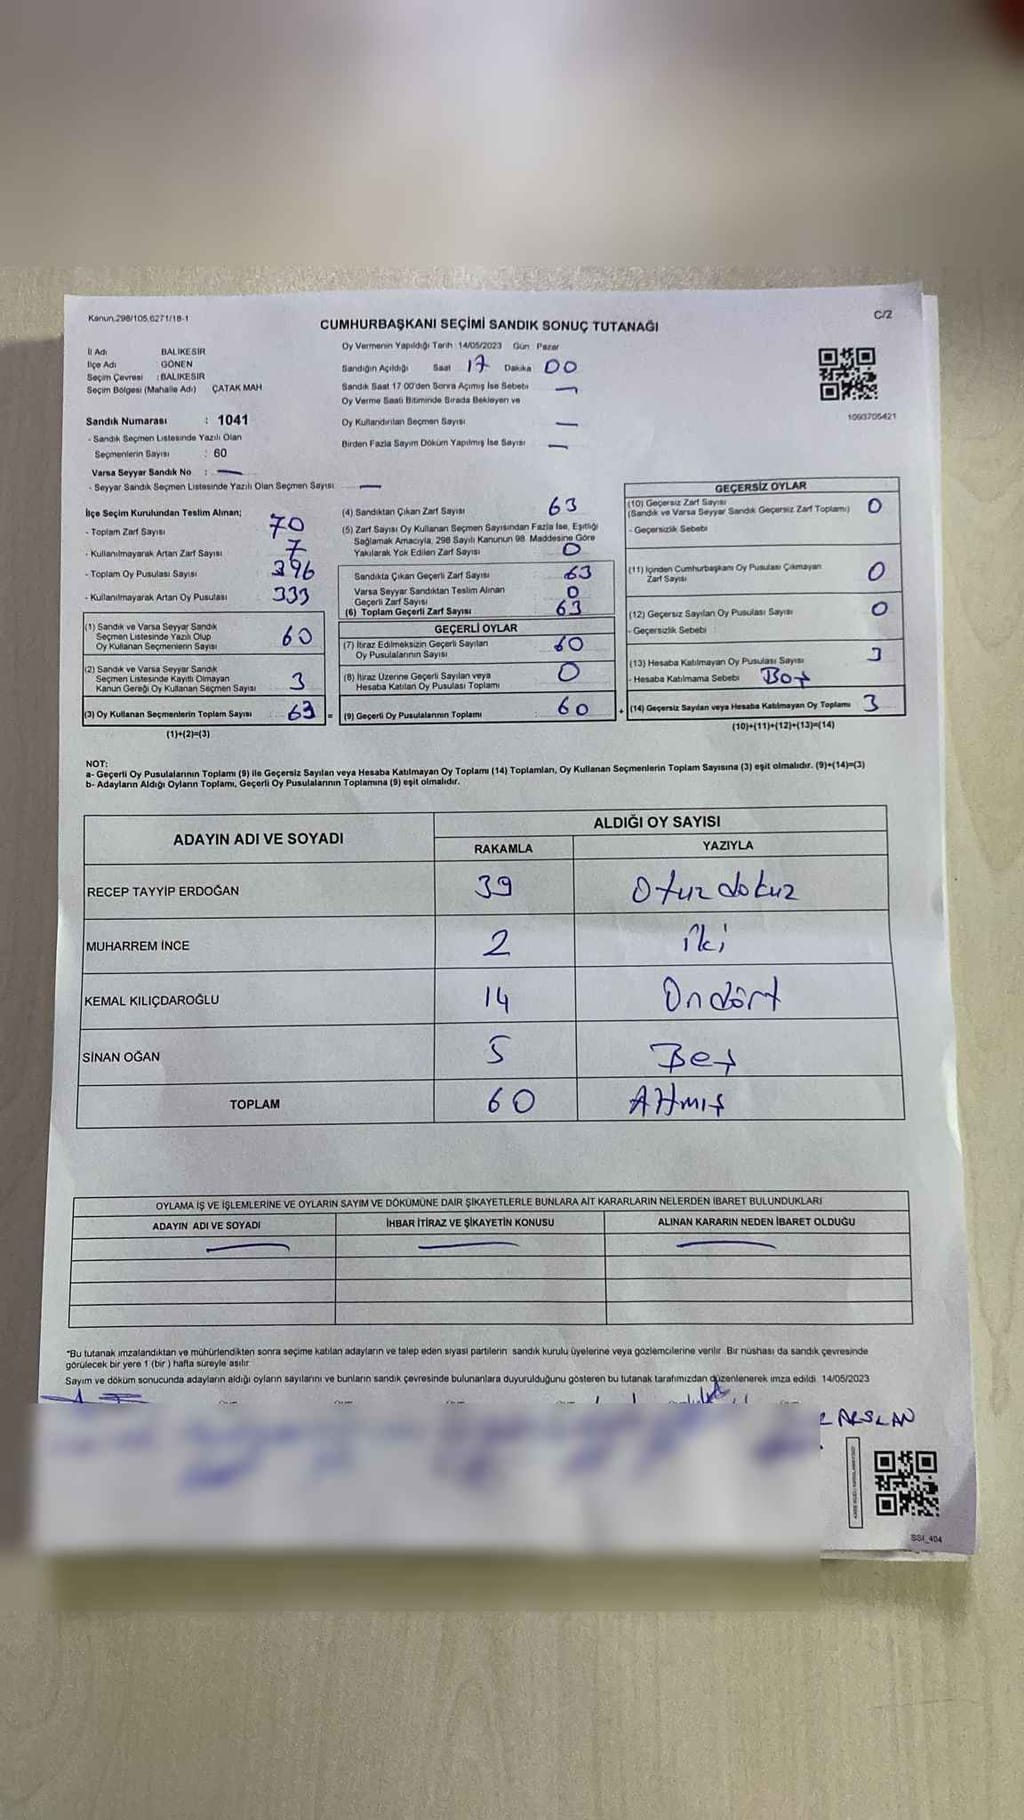 Kanun.298/105,6271/18-1
C/2
CUMHURBAŞKANI SEÇİMİ SANDIK SONUÇ TUTANAĞI
İl Adı BALIKESİR
İlçe Adı GÖNEN
Seçim Çevresi : BALIKESİR
Seçim Bölgesi (Mahalle Adı) ÇATAK MAH
Sandık Numarası : 1041
- Sandık Seçmen Listesinde Yazılı Olan
Seçmenlerin Sayısı : 60
Varsa Seyyar Sandık No : —
- Seyyar Sandık Seçmen Listesinde Yazılı Olan Seçmen Sayısı —
Oy Vermenin Yapıldığı Tarih 14/05/2023 Gün Pazar
Sandığın Açıldığı Saat 17 Dakika 00
Sandık Saat 17 00'den Sonra Açımış İse Sebebi —
Oy Verme Saati Bitiminde Sırada Bekleyen ve
Oy Kullandırılan Seçmen Sayısı —
Birden Fazla Sayım Döküm Yapılmış İse Sayısı —
1093705421
İlçe Seçim Kurulundan Teslim Alınan;
- Toplam Zarf Sayısı 70
- Kullanılmayarak Artan Zarf Sayısı 7
- Toplam Oy Pusulası Sayısı 396
- Kullanılmayarak Artan Oy Pusulası 333
(1) Sandık ve Varsa Seyyar Sandık
Seçmen Listesinde Yazılı Olup
Oy Kullanan Seçmenlerin Sayısı 60
(2) Sandık ve Varsa Seyyar Sandık
Seçmen Listesinde Kayıtlı Olmayan
Kanun Gereği Oy Kullanan Seçmen Sayısı 3
(3) Oy Kullanan Seçmenlerin Toplam Sayısı 63 =
(1)+(2)=(3)
(4) Sandıktan Çıkan Zarf Sayısı 63
(5) Zarf Sayısı Oy Kullanan Seçmen Sayısından Fazla İse, Eşitliği
Sağlamak Amacıyla, 298 Sayılı Kanunun 98. Maddesine Göre
Yakılarak Yok Edilen Zarf Sayısı 0
Sandıkta Çıkan Geçerli Zarf Sayısı 63
Varsa Seyyar Sandıktan Teslim Alınan
Geçerli Zarf Sayısı 0
(6) Toplam Geçerli Zarf Sayısı 63
GEÇERLİ OYLAR
(7) İtiraz Edilmeksizin Geçerli Sayılan
Oy Pusulalarının Sayısı 60
(8) İtiraz Üzerine Geçerli Sayılan veya
Hesaba Katılan Oy Pusulası Toplamı 0
(9) Geçerli Oy Pusulalarının Toplamı 60 +
GEÇERSİZ OYLAR
(10) Geçersiz Zarf Sayısı
(Sandık ve Varsa Seyyar Sandık Geçersiz Zarf Toplamı) 0
- Geçersizlik Sebebi
(11) İçinden Cumhurbaşkanı Oy Pusulası Çıkmayan
Zarf Sayısı 0
(12) Geçersiz Sayılan Oy Pusulası Sayısı 0
- Geçersizlik Sebebi
(13) Hesaba Katılmayan Oy Pusulası Sayısı 3
- Hesaba Katılmama Sebebi Boş
(14) Geçersiz Sayılan veya Hesaba Katılmayan Oy Toplamı 3
(10)+(11)+(12)+(13)=(14)
NOT:
a- Geçerli Oy Pusulalarının Toplamı (9) ile Geçersiz Sayılan veya Hesaba Katılmayan Oy Toplamı (14) Toplamları, Oy Kullanan Seçmenlerin Toplam Sayısına (3) eşit olmalıdır. (9)+(14)=(3)
b- Adayların Aldığı Oyların Toplamı, Geçerli Oy Pusulalarının Toplamına (9) eşit olmalıdır.
ADAYIN ADI VE SOYADI
ALDIĞI OY SAYISI
RAKAMLA YAZIYLA
RECEP TAYYİP ERDOĞAN 39 Otuz dokuz
MUHARREM İNCE 2 İki
KEMAL KILIÇDAROĞLU 14 Ondört
SİNAN OĞAN 5 Beş
TOPLAM 60 Altmış
OYLAMA İŞ VE İŞLEMLERİNE VE OYLARIN SAYIM VE DÖKÜMÜNE DAİR ŞİKAYETLERLE BUNLARA AİT KARARLARIN NELERDEN İBARET BULUNDUKLARI
ADAYIN ADI VE SOYADI İHBAR İTİRAZ VE ŞİKAYETİN KONUSU ALINAN KARARIN NEDEN İBARET OLDUĞU
— — —
*Bu tutanak imzalandıktan ve mühürlendikten sonra seçime katılan adayların ve talep eden siyasi partilerin sandık kurulu üyelerine veya gözlemcilerine verilir. Bir nüshası da sandık çevresinde
görülecek bir yere 1 (bir) hafta süreyle asılır
Sayım ve döküm sonucunda adayların aldığı oyların sayılarını ve bunların sandık çevresinde bulunanlara duyurulduğunu gösteren bu tutanak tarafımızdan düzenlenerek imza edildi. 14/05/2023
ARSLAN
SSI_404